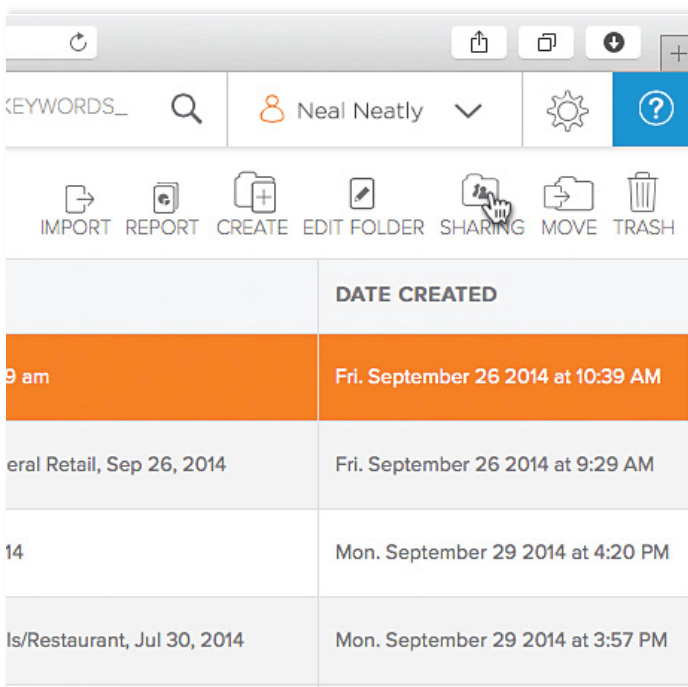 KEYWORDS_ Neal Neatly
IMPORT REPORT CREATE EDIT FOLDER SHARING MOVE TRASH
DATE CREATED
9 am Fri. September 26 2014 at 10:39 AM
eral Retail, Sep 26, 2014 Fri. September 26 2014 at 9:29 AM
14 Mon. September 29 2014 at 4:20 PM
ls/Restaurant, Jul 30, 2014 Mon. September 29 2014 at 3:57 PM